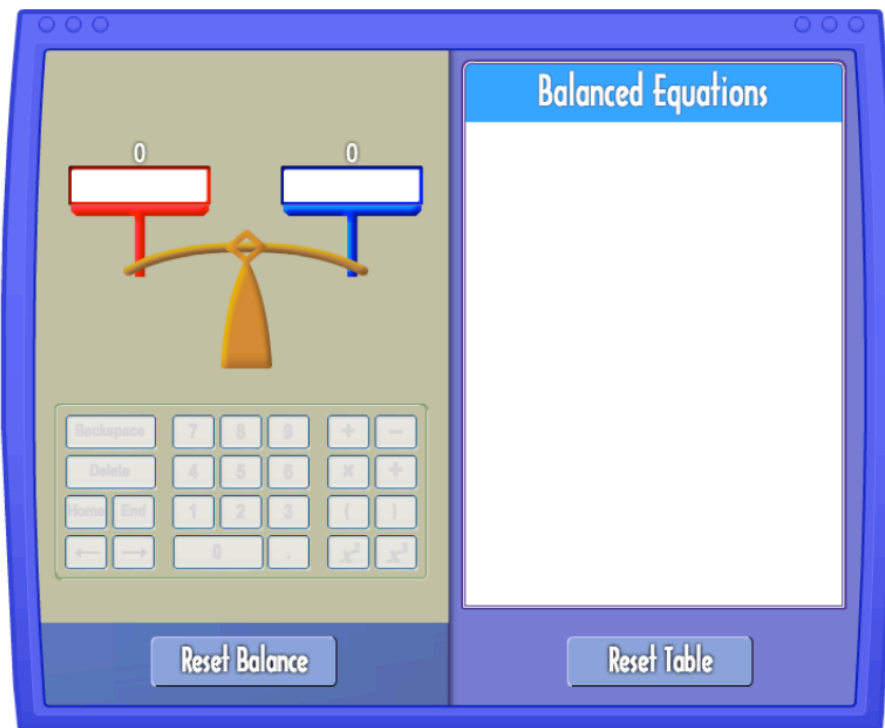 Balanced Equations
0 0
Backspace 7 8 9 + −
Delete 4 5 6 × ÷
Home End 1 2 3 ( )
← → 0 . x² x³
Reset Balance
Reset Table